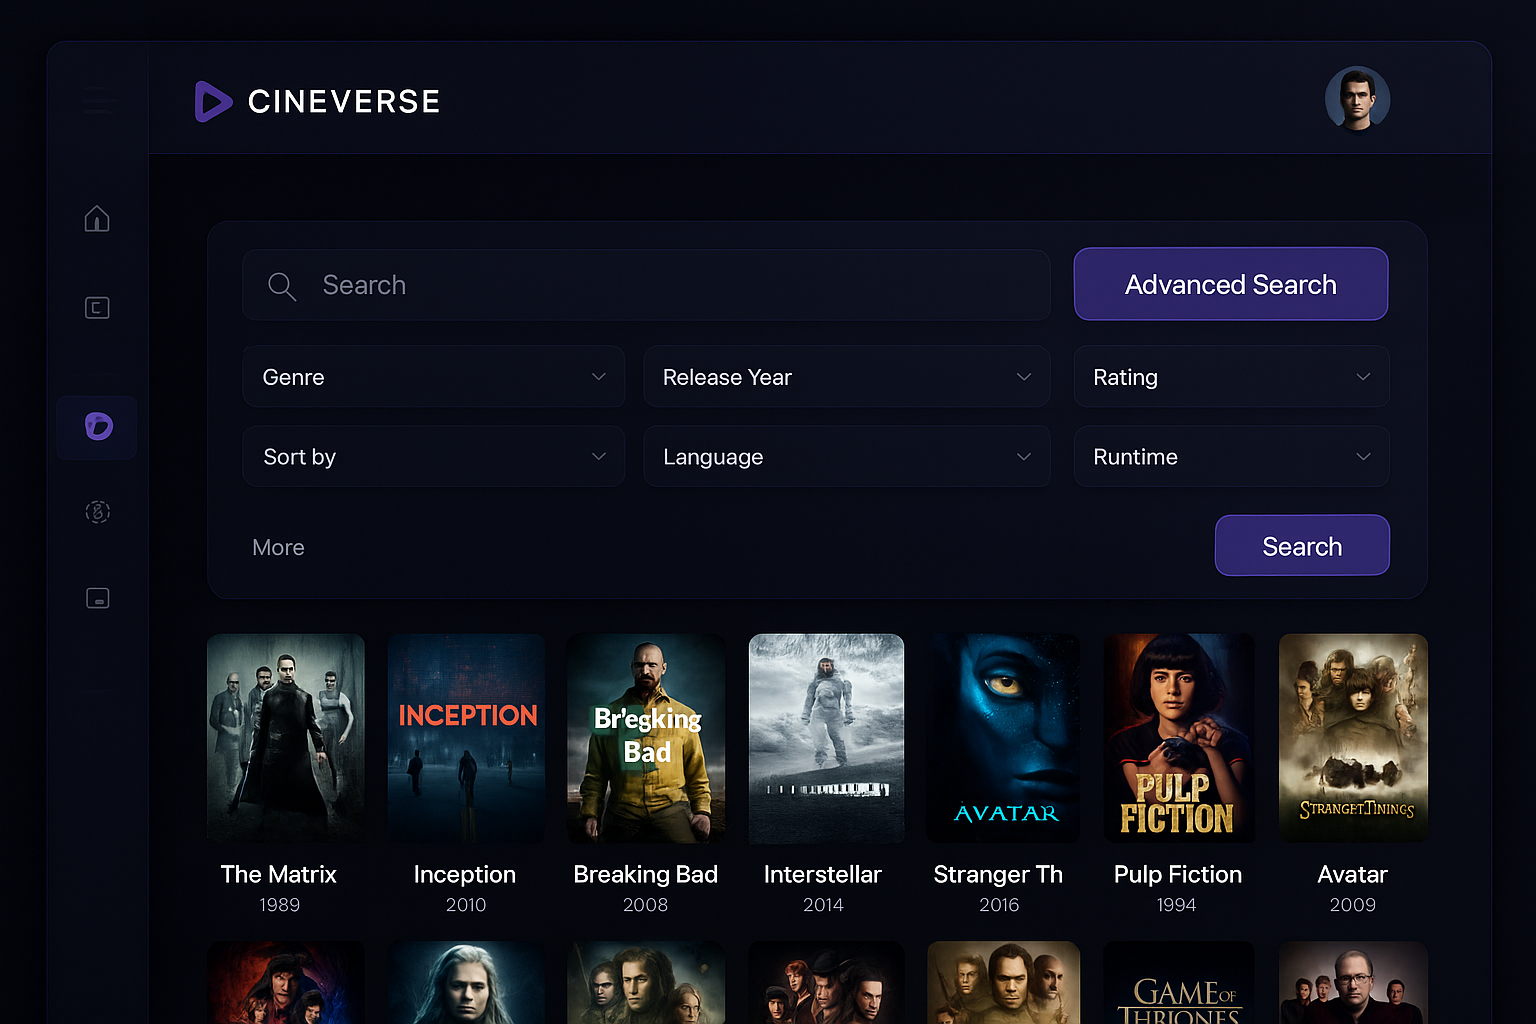 CINEVERSE
Search
Advanced Search
Genre
Release Year
Rating
Sort by
Language
Runtime
More
Search
INCEPTION
Br'egking
Bad
AVATAR
PULP
FICTION
STRANGETTININGS
The Matrix
Inception
Breaking Bad
Interstellar
Stranger Th
Pulp Fiction
Avatar
1989
2010
2008
2014
2016
1994
2009
GAME OF
THRIONES